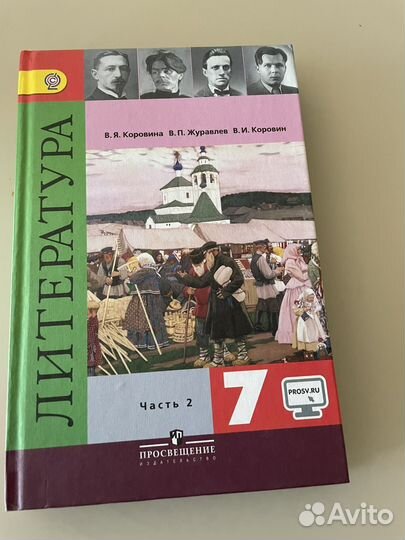 В. Я. Коровина В. П. Журавлев В. И. Коровин
ЛИТЕРАТУРА
Часть 2
7
PROSV.RU
ПРОСВЕЩЕНИЕ
ИЗДАТЕЛЬСТВО
Avito